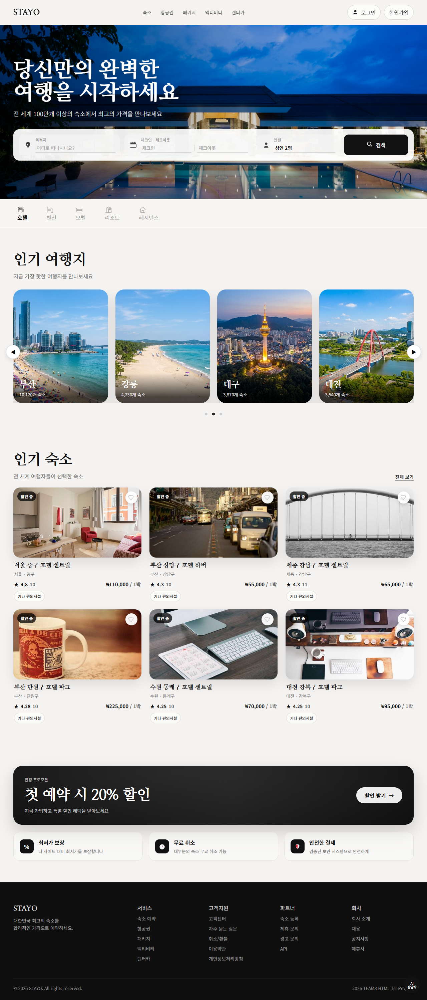 STAYO
숙소 항공권 패키지 액티비티 렌터카
로그인 회원가입
당신만의 완벽한
여행을 시작하세요
전 세계 100만개 이상의 숙소에서 최고의 가격을 만나보세요
목적지
어디로 떠나시나요?
체크인 - 체크아웃
체크인 체크아웃
인원
성인 2명
검색
호텔 펜션 모텔 리조트 레지던스
인기 여행지
지금 가장 핫한 여행지를 만나보세요
부산
10,120개 숙소
강릉
4,230개 숙소
대구
3,870개 숙소
대전
3,540개 숙소
인기 숙소
전 세계 여행자들이 선택한 숙소
전체 보기
할인 중
서울 중구 호텔 센트럴
서울 · 중구
★ 4.8 10 ₩110,000 / 1박
기타 편의시설
할인 중
부산 상당구 호텔 하버
부산 · 상당구
★ 4.3 10 ₩55,000 / 1박
기타 편의시설
할인 중
세종 강남구 호텔 센트럴
세종 · 강남구
★ 4.3 11 ₩65,000 / 1박
기타 편의시설
할인 중
부산 단원구 호텔 파크
부산 · 단원구
★ 4.28 10 ₩225,000 / 1박
기타 편의시설
할인 중
수원 동래구 호텔 센트럴
수원 · 동래구
★ 4.25 10 ₩70,000 / 1박
기타 편의시설
할인 중
대전 강북구 호텔 파크
대전 · 강북구
★ 4.25 10 ₩95,000 / 1박
기타 편의시설
한정 프로모션
첫 예약 시 20% 할인
지금 가입하고 특별 할인 혜택을 받아보세요
할인 받기 →
%
최저가 보장
타 사이트 대비 최저가를 보장합니다
무료 취소
대부분의 숙소 무료 취소 가능
안전한 결제
검증된 보안 시스템으로 안전하게
STAYO
대한민국 최고의 숙소를
합리적인 가격으로 예약하세요.
서비스
숙소 예약
항공권
패키지
액티비티
렌터카
고객지원
고객센터
자주 묻는 질문
취소/환불
이용약관
개인정보처리방침
파트너
숙소 등록
제휴 문의
광고 문의
API
회사
회사 소개
채용
공지사항
제휴사
© 2026 STAYO. All rights reserved.
2026 TEAM3 HTML 1st
AI
상담사